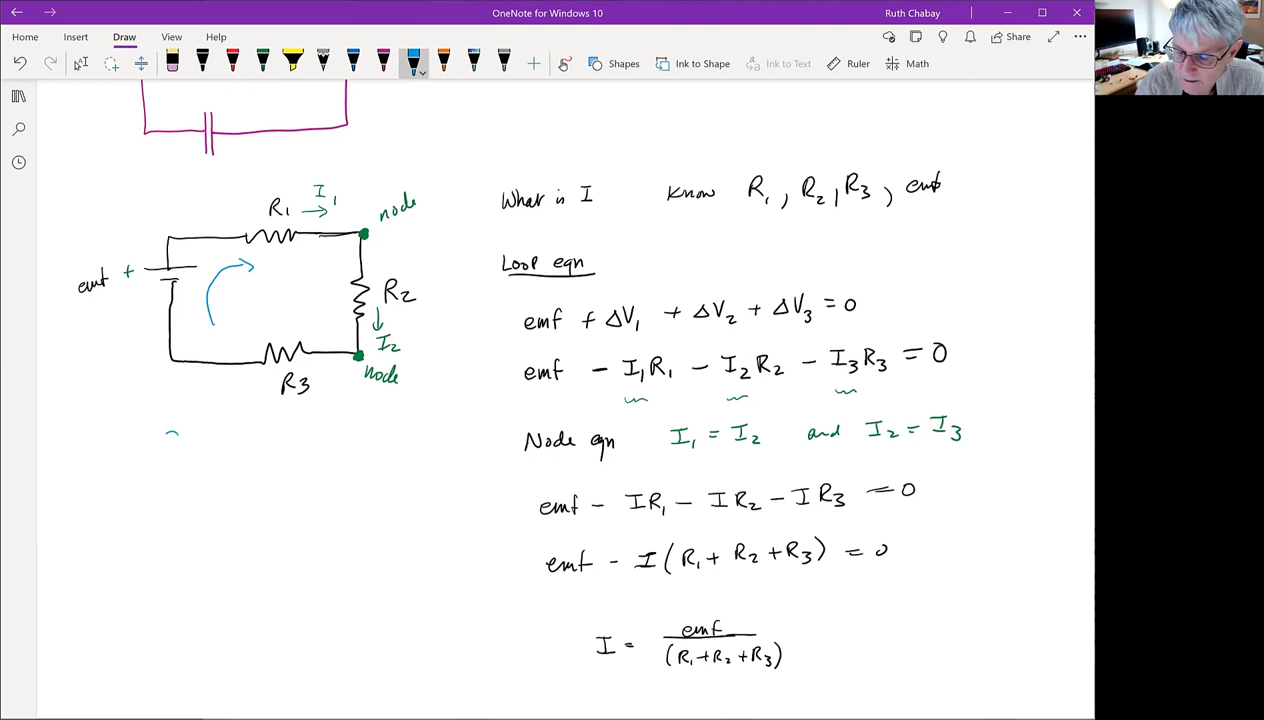 OneNote for Windows 10
Ruth Chabay
Home Insert Draw View Help
Share
Shapes Ink to Shape Ink to Text Ruler Math
R₁ I₁
node
emf +
R₂
I₂
node
R₃
What is I know R₁, R₂, R₃, emf
Loop eqn
emf + ΔV₁ + ΔV₂ + ΔV₃ = 0
emf - I₁R₁ - I₂R₂ - I₃R₃ = 0
Node eqn I₁ = I₂ and I₂ = I₃
emf - IR₁ - IR₂ - IR₃ = 0
emf - I(R₁ + R₂ + R₃) = 0
I = emf
(R₁+R₂+R₃)